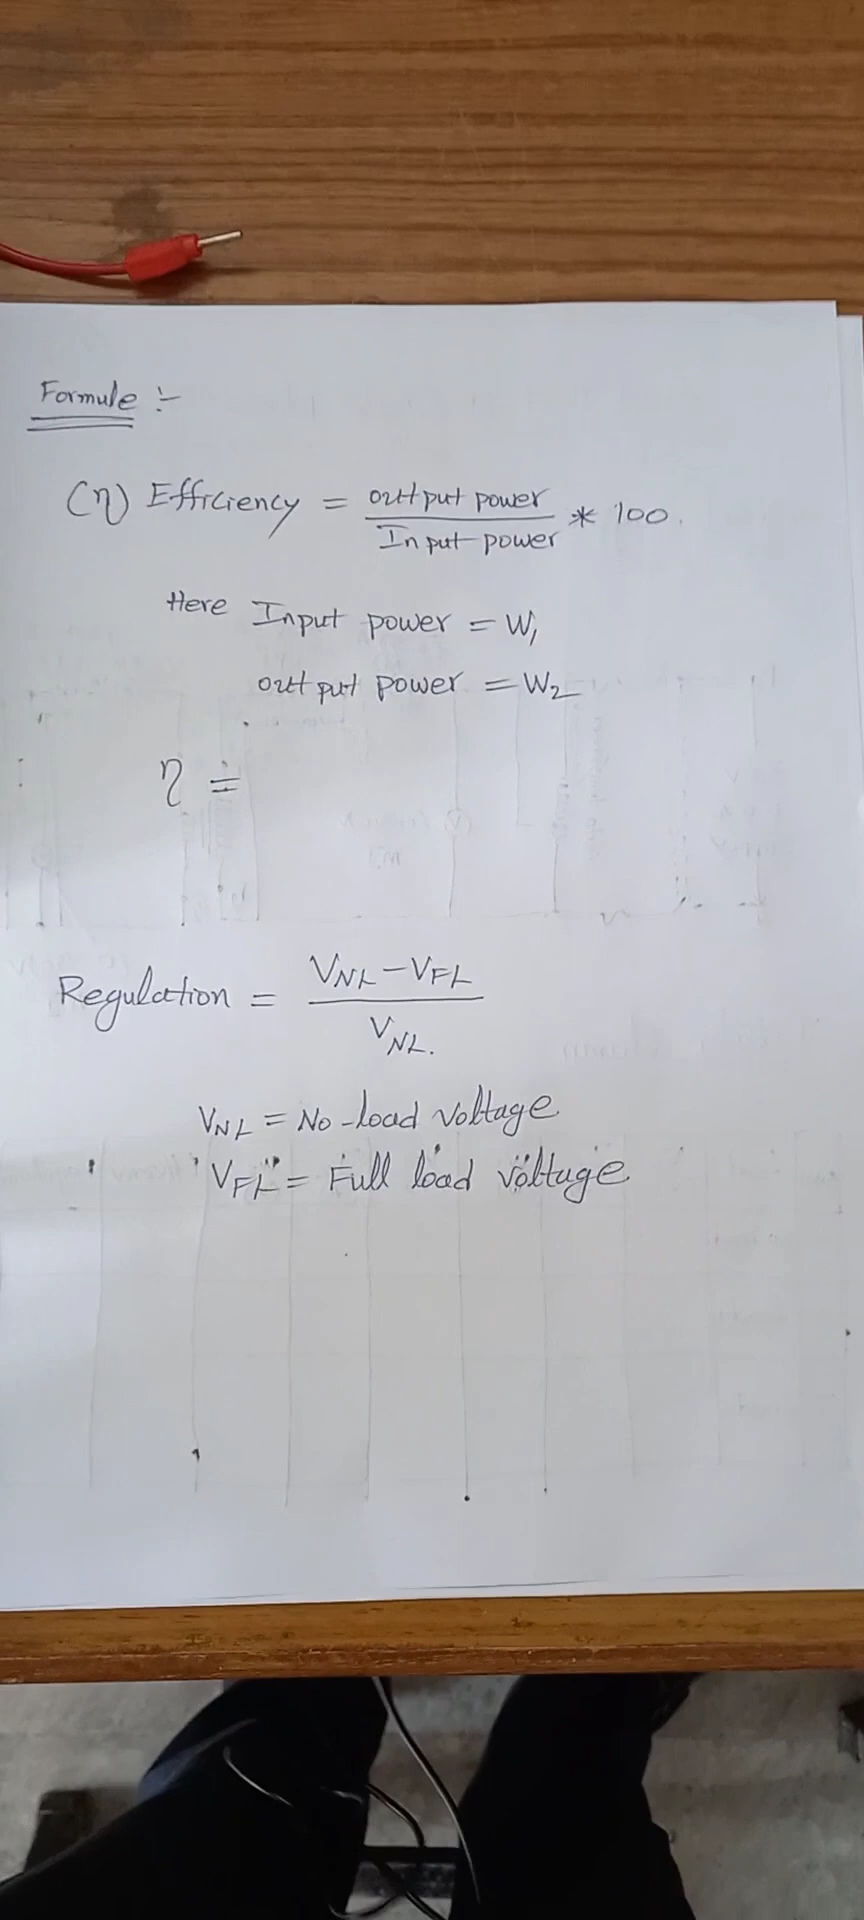 Formule :-
(η) Efficiency = output power / Input power * 100.
Here Input power = W1
output power = W2
η =
Regulation = VNL - VFL / VNL.
VNL = No-load voltage
VFL = Full load voltage